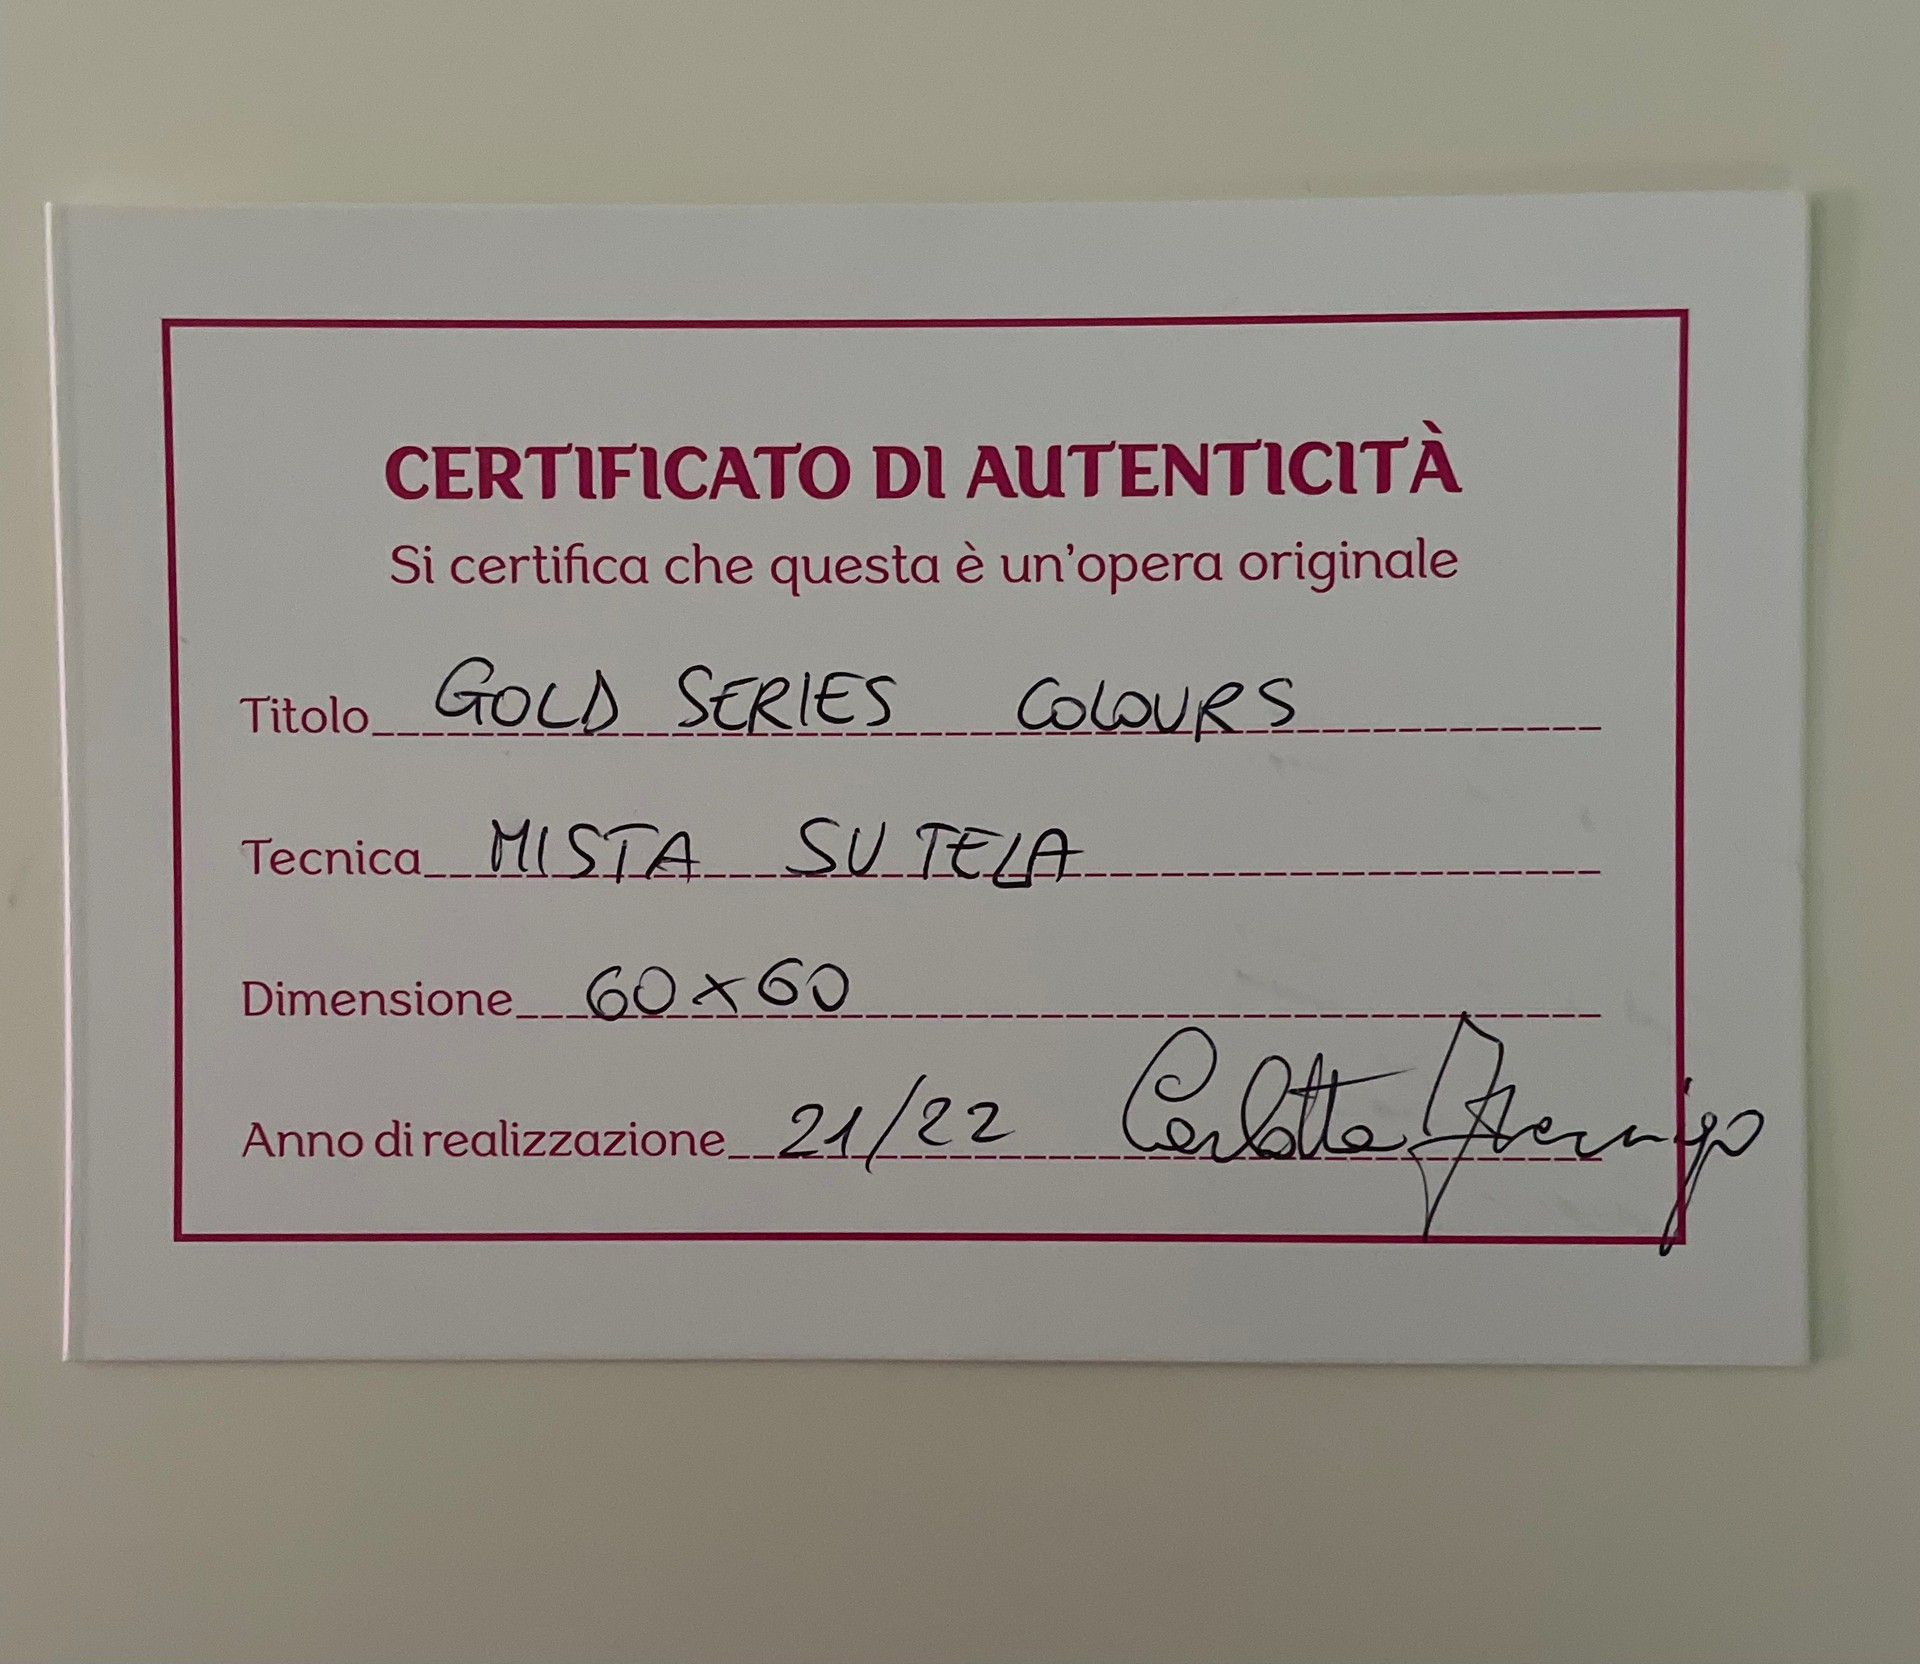 CERTIFICATO DI AUTENTICITÀ
Si certifica che questa è un'opera originale
Titolo GOLD SERIES COLOURS
Tecnica MISTA SU TELA
Dimensione 60x60
Anno di realizzazione 21/22 Carlotta